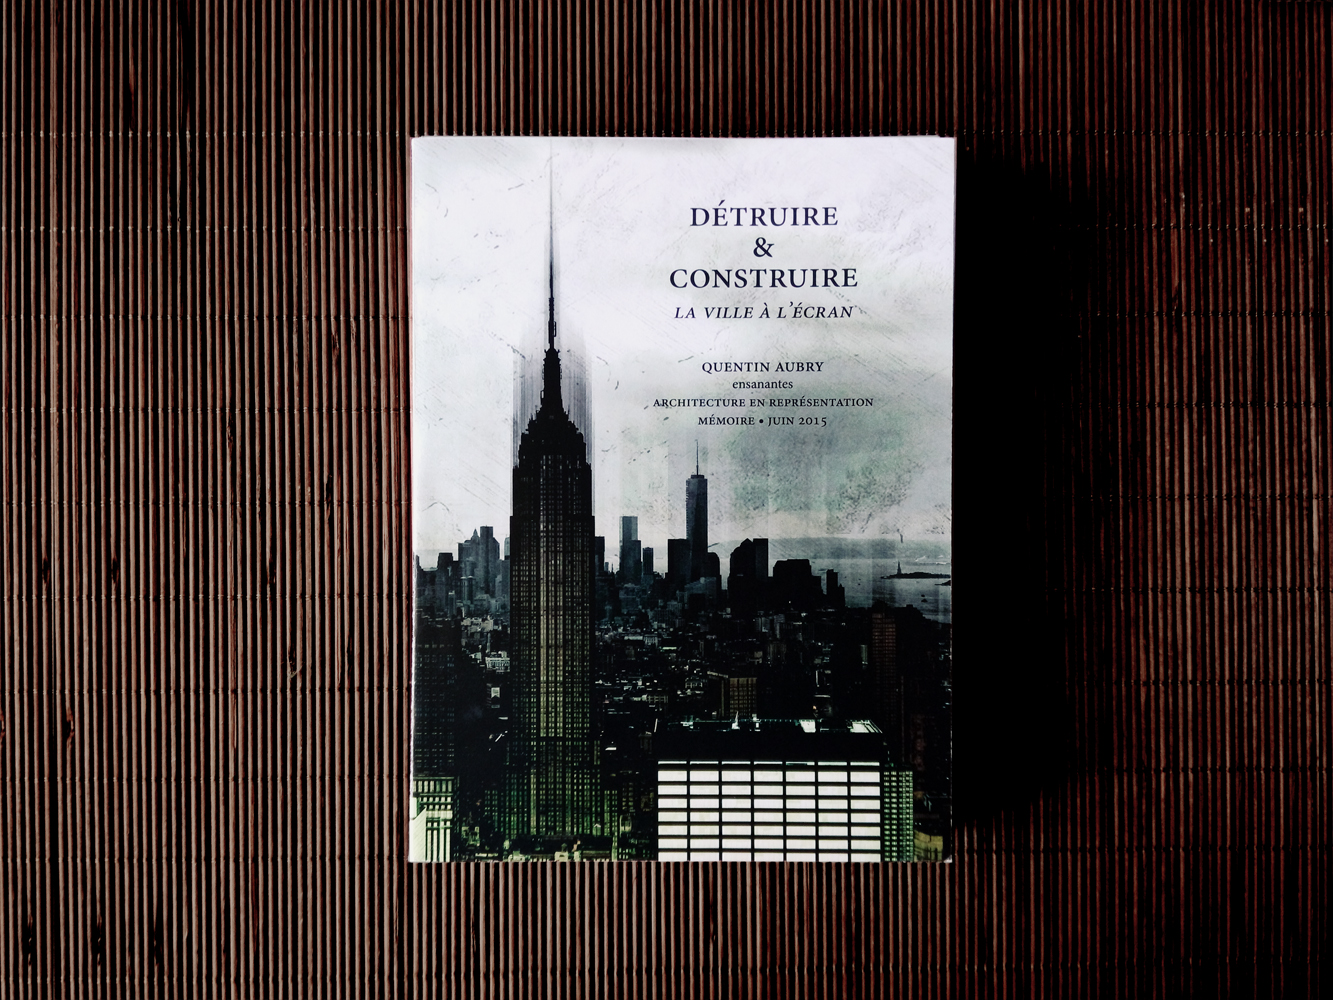 DÉTRUIRE
&
CONSTRUIRE
LA VILLE À L'ÉCRAN
QUENTIN AUBRY
ensanantes
ARCHITECTURE EN REPRÉSENTATION
MÉMOIRE • JUIN 2015